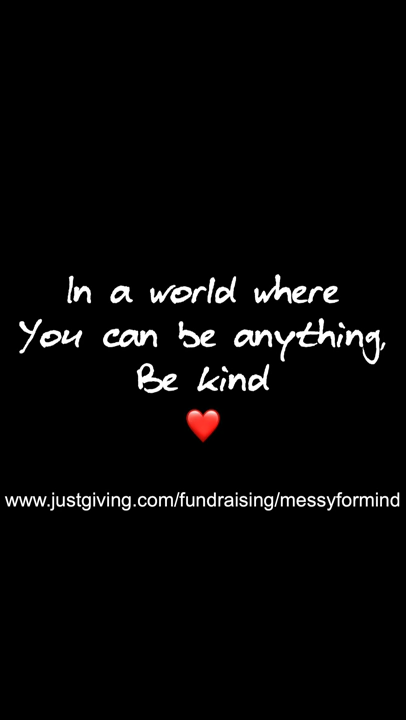 In a world where
You can be anything,
Be kind
❤️
www.justgiving.com/fundraising/messyformind